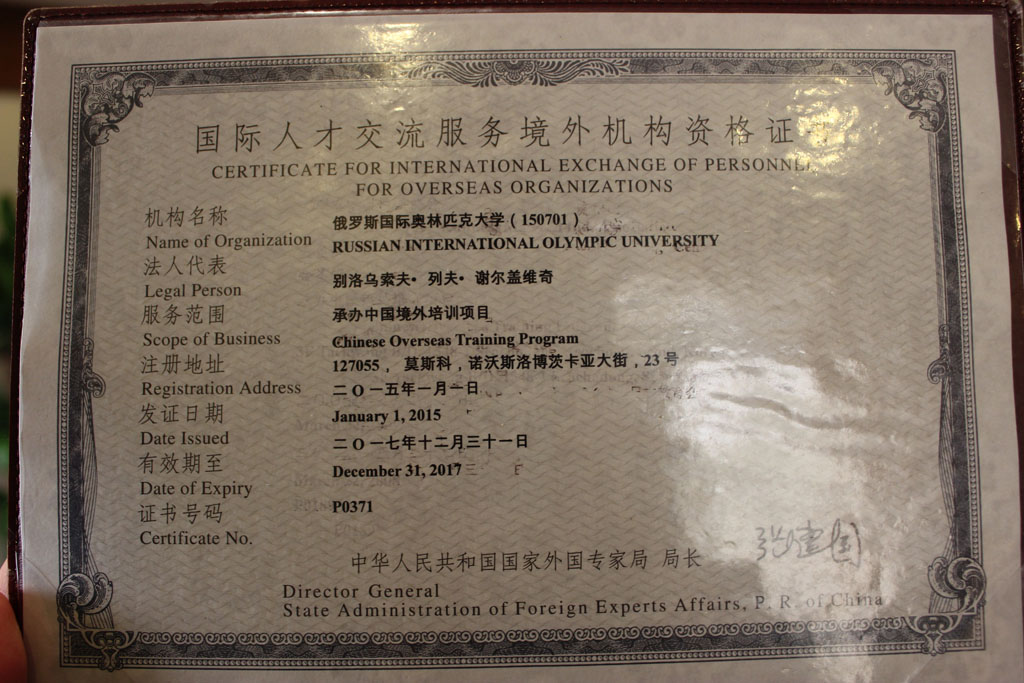 国际人才交流服务境外机构资格证
CERTIFICATE FOR INTERNATIONAL EXCHANGE OF PERSONNEL
FOR OVERSEAS ORGANIZATIONS
机构名称 俄罗斯国际奥林匹克大学（150701）
Name of Organization RUSSIAN INTERNATIONAL OLYMPIC UNIVERSITY
法人代表
Legal Person 别洛乌索夫·列夫·谢尔盖维奇
服务范围 承办中国境外培训项目
Scope of Business Chinese Overseas Training Program
注册地址 127055，莫斯科，诺沃斯洛博茨卡亚大街，23号
Registration Address 二O一五年一月一日
发证日期 January 1, 2015
Date Issued 二O一七年十二月三十一日
有效期至 December 31, 2017
Date of Expiry
证书号码 P0371
Certificate No.
中华人民共和国国家外国专家局 局长 张建国
Director General
State Administration of Foreign Experts Affairs, P. R. of China